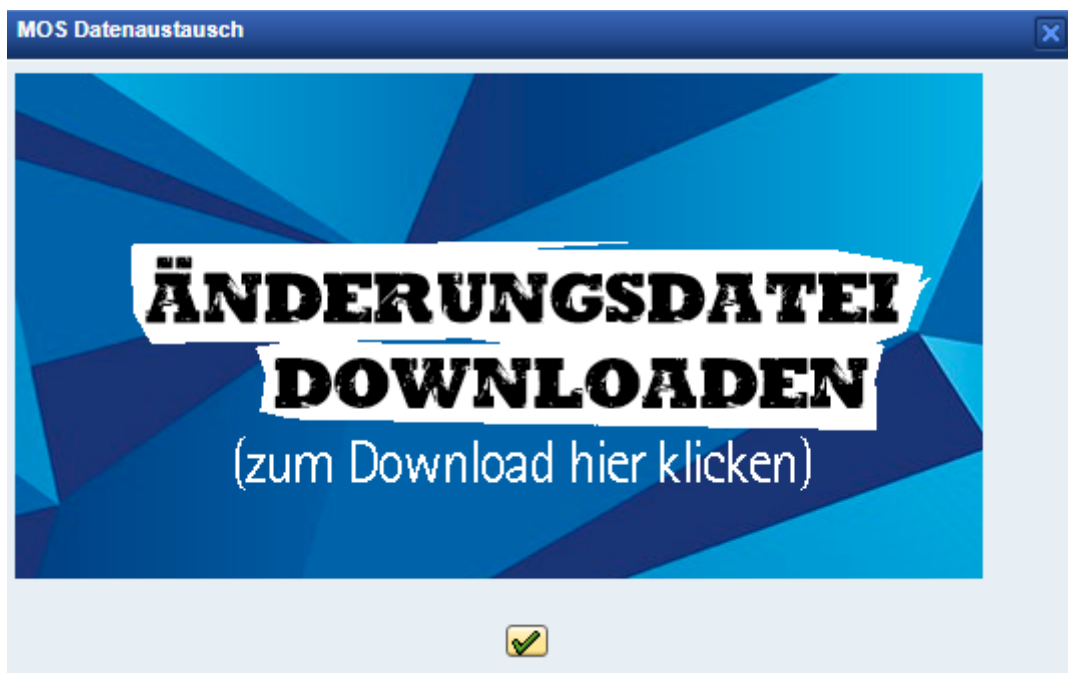 MOS Datenaustausch
ÄNDERUNGSDATEI
DOWNLOADEN
(zum Download hier klicken)